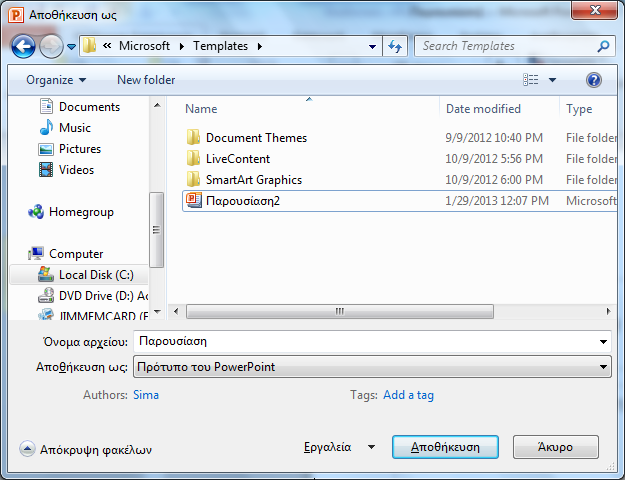 Αποθήκευση ως
« Microsoft Templates
Search Templates
Organize New folder
Documents
Music
Pictures
Videos
Homegroup
Computer
Local Disk (C:)
DVD Drive (D:) Ac
JIMMEMCARD (F
Name Date modified Type
Document Themes 9/9/2012 10:40 PM File folder
LiveContent 10/9/2012 5:56 PM File folder
SmartArt Graphics 10/9/2012 6:00 PM File folder
Παρουσίαση2 1/29/2013 12:07 PM Microsoft
Όνομα αρχείου: Παρουσίαση
Αποθήκευση ως: Πρότυπο του PowerPoint
Authors: Sima Tags: Add a tag
Απόκρυψη φακέλων Εργαλεία Αποθήκευση Άκυρο